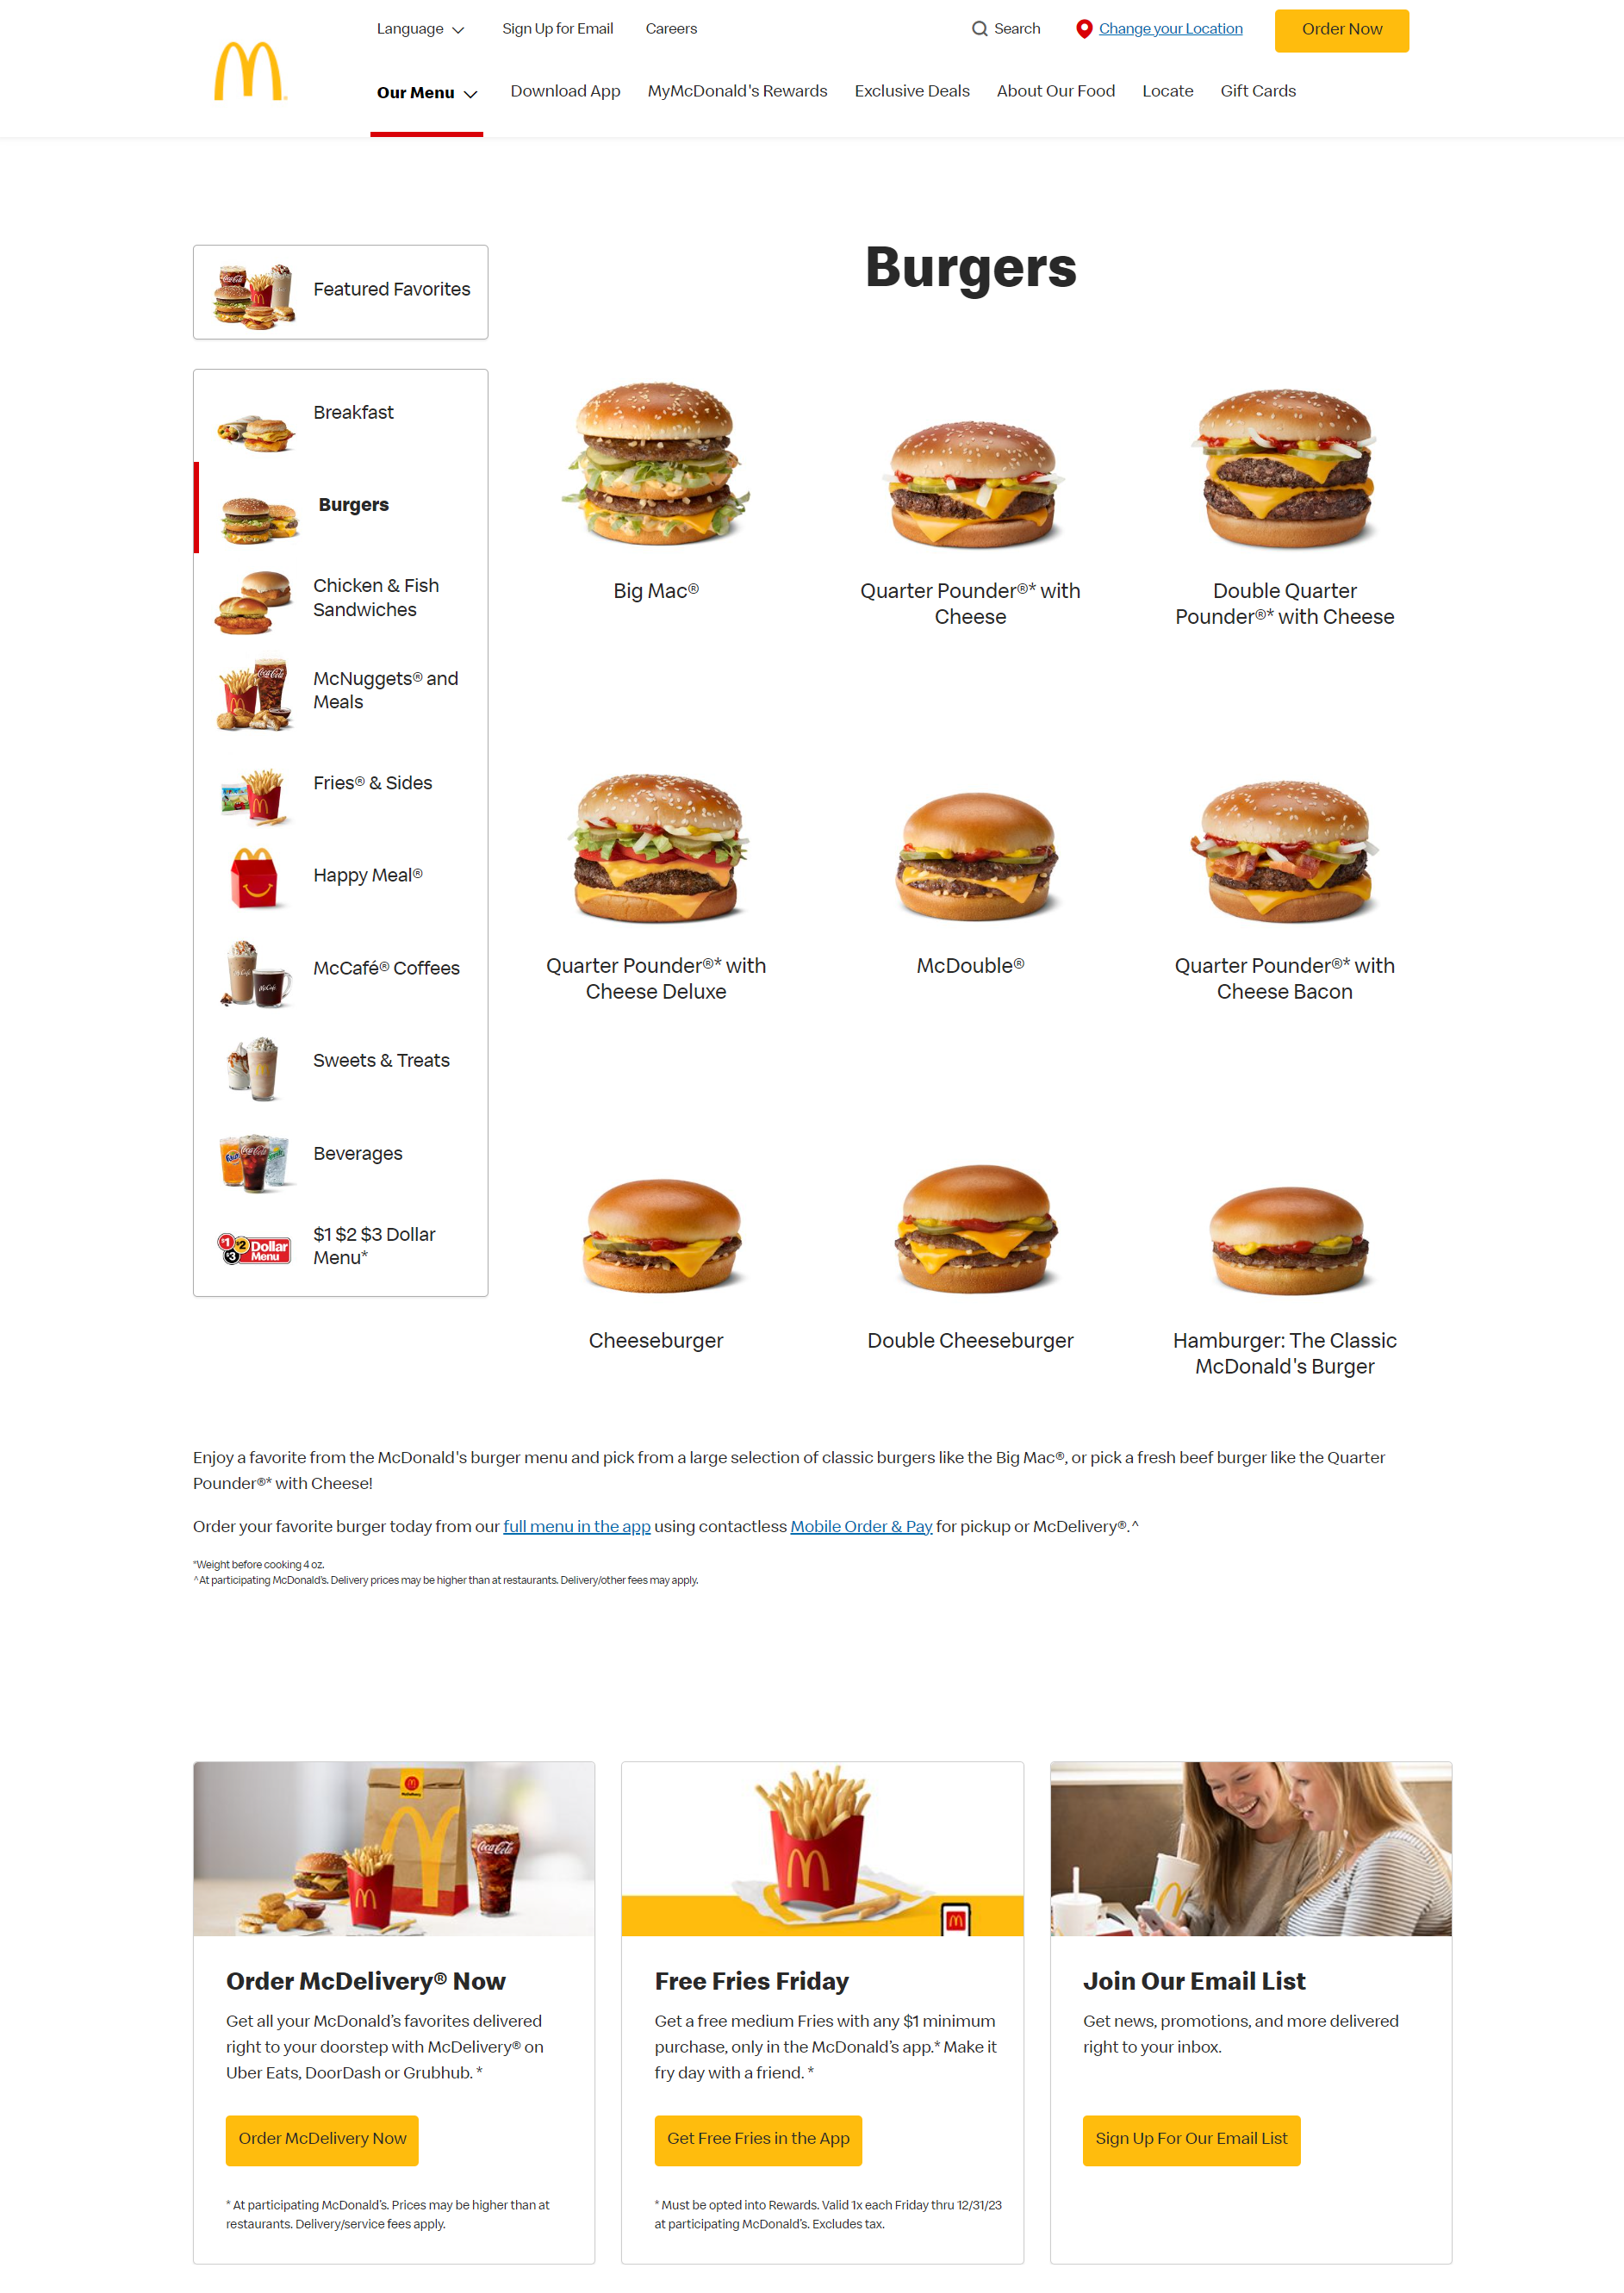 Language
Sign Up for Email
Careers
Search
Change your Location
Order Now
Our Menu
Download App
MyMcDonald's Rewards
Exclusive Deals
About Our Food
Locate
Gift Cards
Featured Favorites
Breakfast
Burgers
Chicken & Fish
Sandwiches
McNuggets® and
Meals
Fries® & Sides
Happy Meal®
McCafé® Coffees
Sweets & Treats
Beverages
$1 $2 $3 Dollar
Menu*
$1 $2 $3 Dollar
Menu
Burgers
Big Mac®
Quarter Pounder®* with
Cheese
Double Quarter
Pounder®* with Cheese
Quarter Pounder®* with
Cheese Deluxe
McDouble®
Quarter Pounder®* with
Cheese Bacon
Cheeseburger
Double Cheeseburger
Hamburger: The Classic
McDonald's Burger
Enjoy a favorite from the McDonald's burger menu and pick from a large selection of classic burgers like the Big Mac®, or pick a fresh beef burger like the Quarter
Pounder®* with Cheese!
Order your favorite burger today from our full menu in the app using contactless Mobile Order & Pay for pickup or McDelivery®.^
*Weight before cooking 4 oz.
^At participating McDonald's. Delivery prices may be higher than at restaurants. Delivery/other fees may apply.
Coca-Cola
Order McDelivery® Now
Get all your McDonald’s favorites delivered
right to your doorstep with McDelivery® on
Uber Eats, DoorDash or Grubhub. *
Order McDelivery Now
* At participating McDonald’s. Prices may be higher than at
restaurants. Delivery/service fees apply.
Free Fries Friday
Get a free medium Fries with any $1 minimum
purchase, only in the McDonald’s app.* Make it
fry day with a friend. *
Get Free Fries in the App
* Must be opted into Rewards. Valid 1x each Friday thru 12/31/23
at participating McDonald’s. Excludes tax.
Join Our Email List
Get news, promotions, and more delivered
right to your inbox.
Sign Up For Our Email List